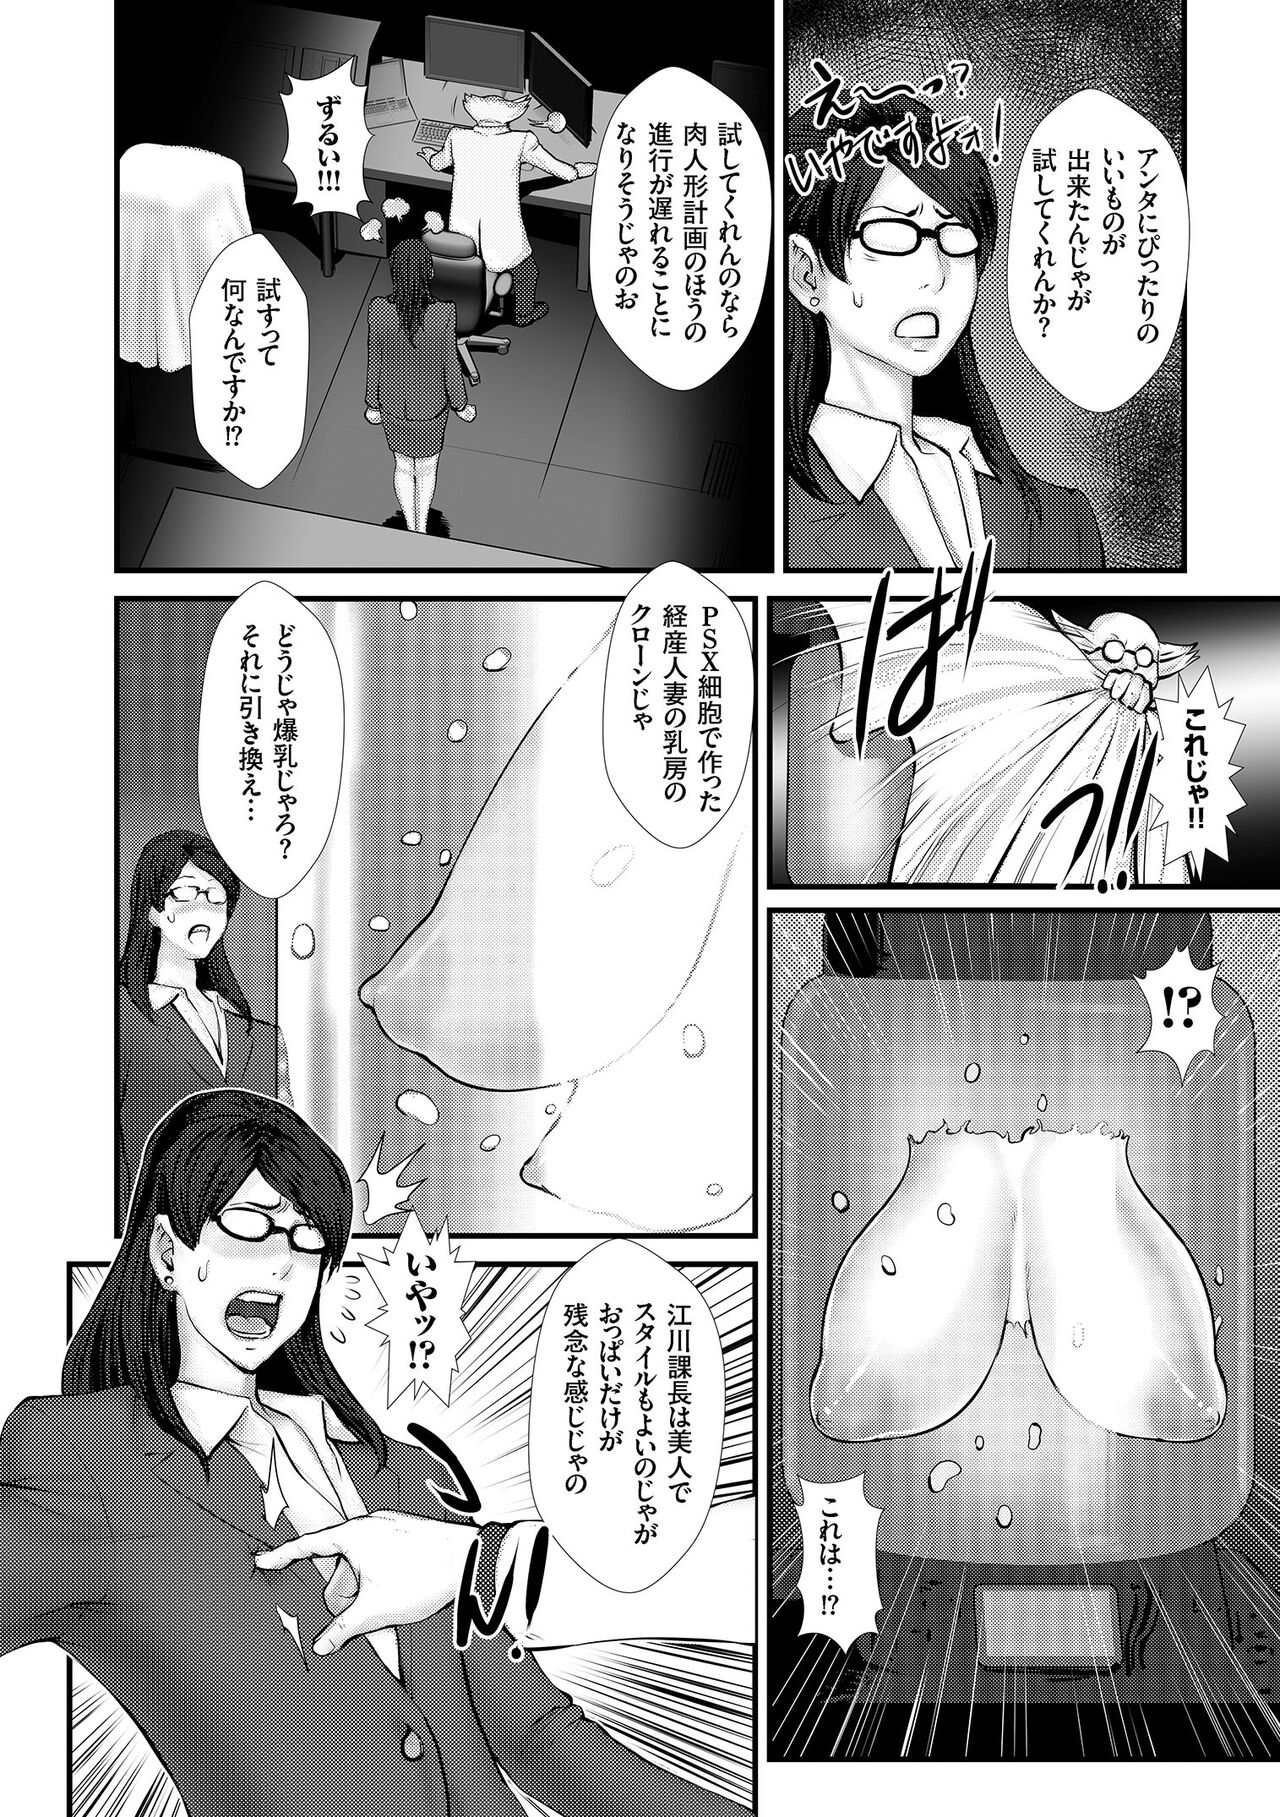 アンタにぴったりの
いいものが
出来たんじゃが
試してくれんか？
え〜っ？
いやですよォ！
試してくれんのなら
肉人形計画のほうの
進行が遅れることに
なりそうじゃのお
ずるい!!!
試すって
何なんですか!?
これじゃ!!
ばッ!!
!?
これは…!?
PSX細胞で作った
経産人妻の乳房の
クローンじゃ
どうじゃ爆乳じゃろ？
それに引き換え…
江川課長は美人で
スタイルもよいのじゃが
おっぱいだけが
残念な感じじゃの
いやッ!?